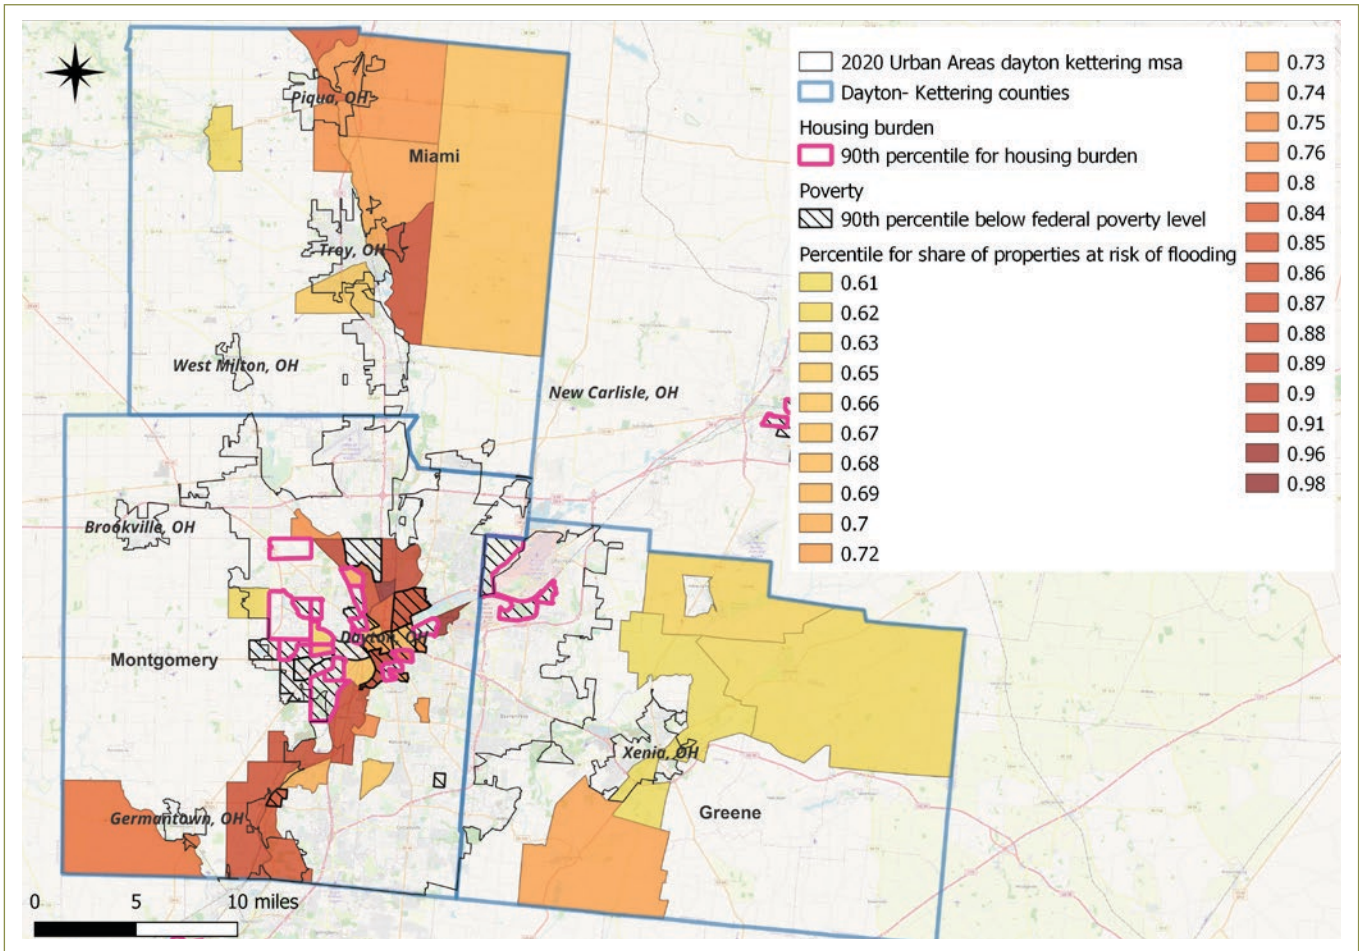 2020 Urban Areas dayton kettering msa
Dayton- Kettering counties
Housing burden
90th percentile for housing burden
Poverty
90th percentile below federal poverty level
Percentile for share of properties at risk of flooding
0.61
0.62
0.63
0.65
0.66
0.67
0.68
0.69
0.7
0.72
0.73
0.74
0.75
0.76
0.8
0.84
0.85
0.86
0.87
0.88
0.89
0.9
0.91
0.96
0.98
Piqua, OH
Miami
Troy, OH
West Milton, OH
New Carlisle, OH
Brookville, OH
Dayton, OH
Montgomery
Xenia, OH
Germantown, OH
Greene
0 5 10 miles